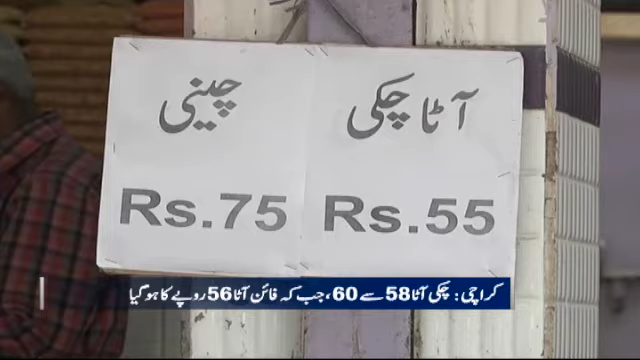 آٹا چکی چینی
Rs.75 Rs.55
کراچی : چکی آٹا 58 سے 60 ، جب کہ فائن آٹا 56 روپے کا ہو گیا